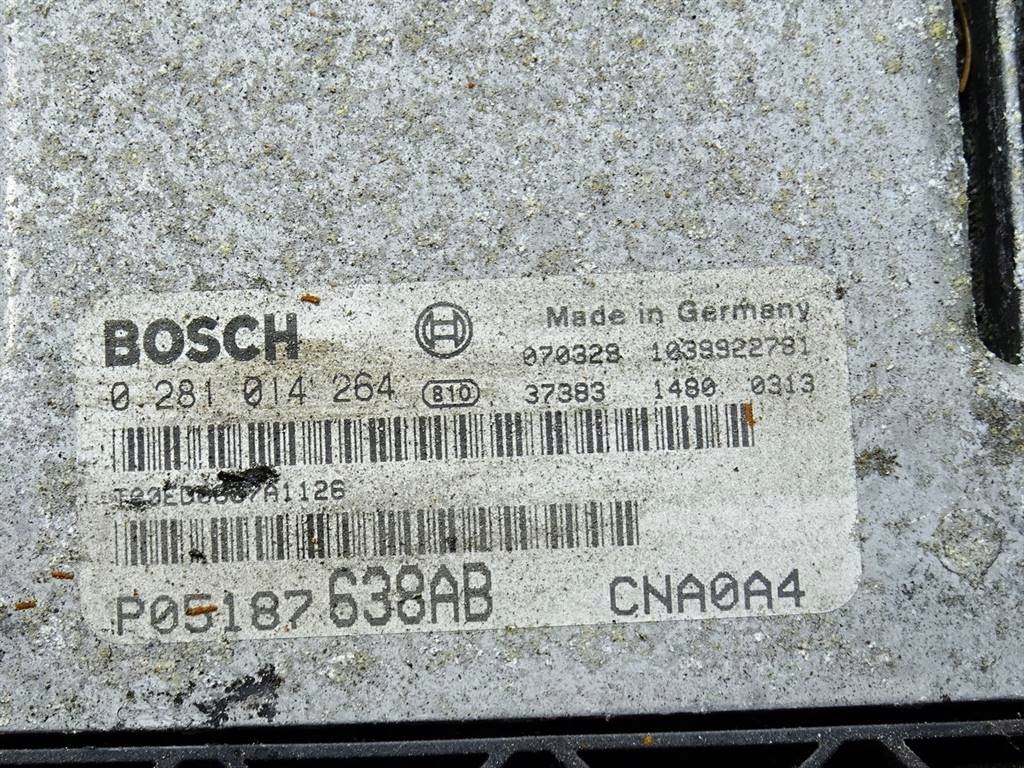 BOSCH
Made in Germany
070328 1039922781
0 281 014 264 810 37383 1480 0313
P05187638AB CNA0A4